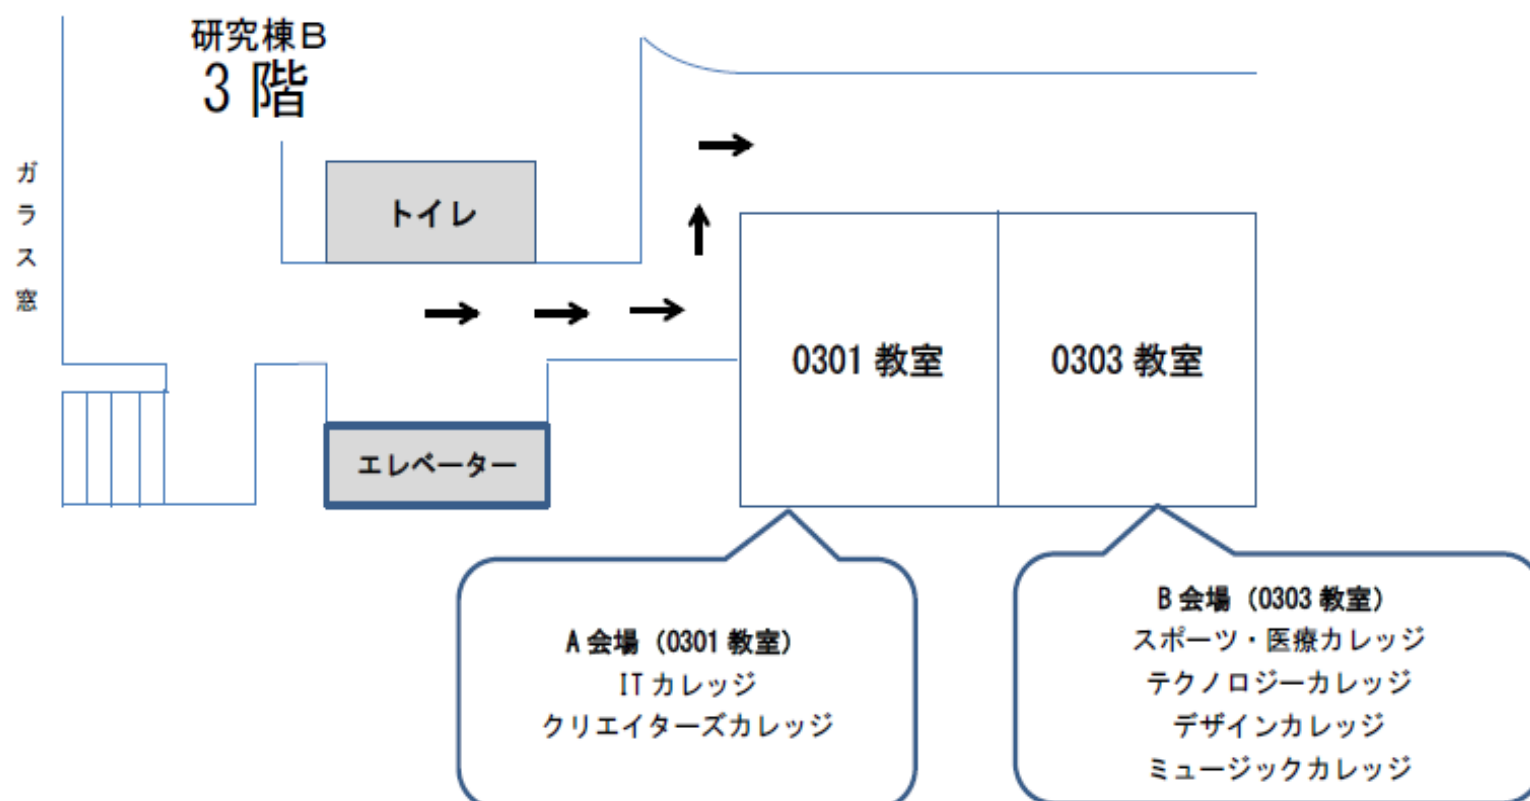 研究棟B
3階
ガラス窓
トイレ
0301 教室
0303 教室
エレベーター
A 会場（0301 教室）
IT カレッジ
クリエイターズカレッジ
B 会場（0303 教室）
スポーツ・医療カレッジ
テクノロジーカレッジ
デザインカレッジ
ミュージックカレッジ